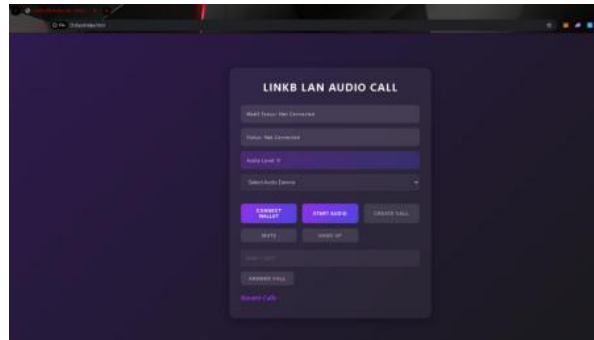 LINKB LAN AUDIO CALL
Wallet Status: Not Connected
Status: Not Connected
Audio Level: 0
Select Audio Device
CONNECT WALLET
START AUDIO
CREATE CALL
MUTE
HANG UP
ANSWER CALL
Recent Calls